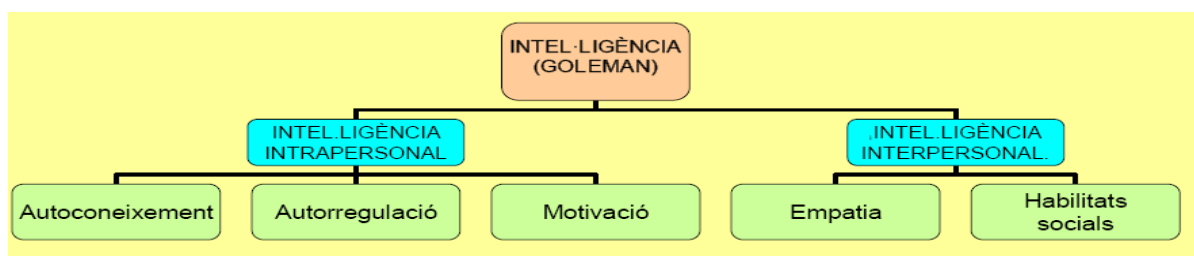 INTEL·LIGÈNCIA
(GOLEMAN)
INTEL.LIGÈNCIA
INTRAPERSONAL
,INTEL.LIGÈNCIA
INTERPERSONAL.
Autoconeixement
Autorregulació
Motivació
Empatia
Habilitats
socials